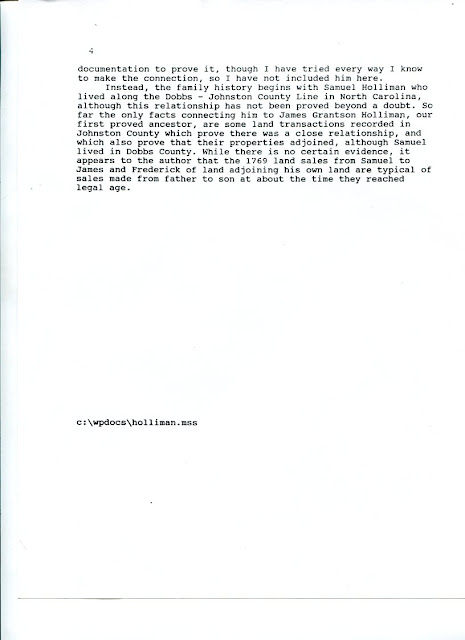 4
documentation to prove it, though I have tried every way I know
to make the connection, so I have not included him here.
Instead, the family history begins with Samuel Holliman who
lived along the Dobbs - Johnston County Line in North Carolina,
although this relationship has not been proved beyond a doubt. So
far the only facts connecting him to James Grantson Holliman, our
first proved ancestor, are some land transactions recorded in
Johnston County which prove there was a close relationship, and
which also prove that their properties adjoined, although Samuel
lived in Dobbs County. While there is no certain evidence, it
appears to the author that the 1769 land sales from Samuel to
James and Frederick of land adjoining his own land are typical of
sales made from father to son at about the time they reached
legal age.
c:\wpdocs\holliman.mss